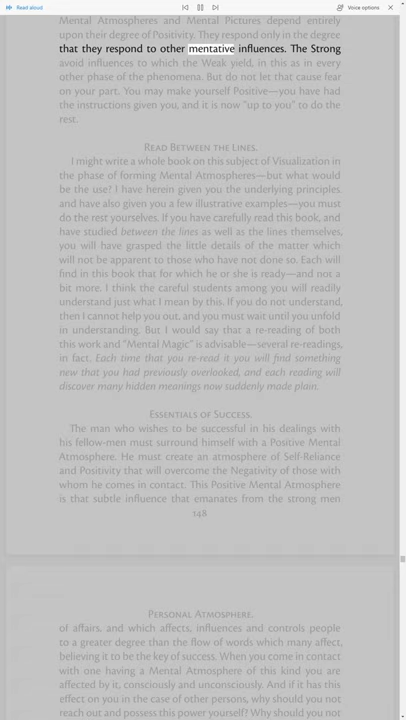 Read aloud
Voice options
Mental Atmospheres and Mental Pictures depend entirely
upon their degree of Positivity. They respond only in the degree
that they respond to other mentative influences. The Strong
avoid influences to which the Weak yield, in this as in every
other phase of the phenomena. But do not let that cause fear
on your part. You may make yourself Positive—you have had
the instructions given you, and it is now "up to you" to do the
rest.
Read Between the Lines.
I might write a whole book on this subject of Visualization in
the phase of forming Mental Atmospheres—but what would
be the use? I have herein given you the underlying principles
and have also given you a few illustrative examples—you must
do the rest yourselves. If you have carefully read this book, and
have studied between the lines as well as the lines themselves,
you will have grasped the little details of the matter which
will not be apparent to those who have not done so. Each will
find in this book that for which he or she is ready—and not a
bit more. I think the careful students among you will readily
understand just what I mean by this. If you do not understand,
then I cannot help you out, and you must wait until you unfold
in understanding. But I would say that a re-reading of both
this work and "Mental Magic" is advisable—several re-readings,
in fact. Each time that you re-read it you will find something
new that you had previously overlooked, and each reading will
discover many hidden meanings now suddenly made plain.
Essentials of Success.
The man who wishes to be successful in his dealings with
his fellow-men must surround himself with a Positive Mental
Atmosphere. He must create an atmosphere of Self-Reliance
and Positivity that will overcome the Negativity of those with
whom he comes in contact. This Positive Mental Atmosphere
is that subtle influence that emanates from the strong men
148
Personal Atmosphere.
of affairs, and which affects, influences and controls people
to a greater degree than the flow of words which many affect,
believing it to be the key of success. When you come in contact
with one having a Mental Atmosphere of this kind you are
affected by it, consciously and unconsciously. And if it has this
effect on you in the case of other persons, why should you not
reach out and possess this power yourself? Why should you not